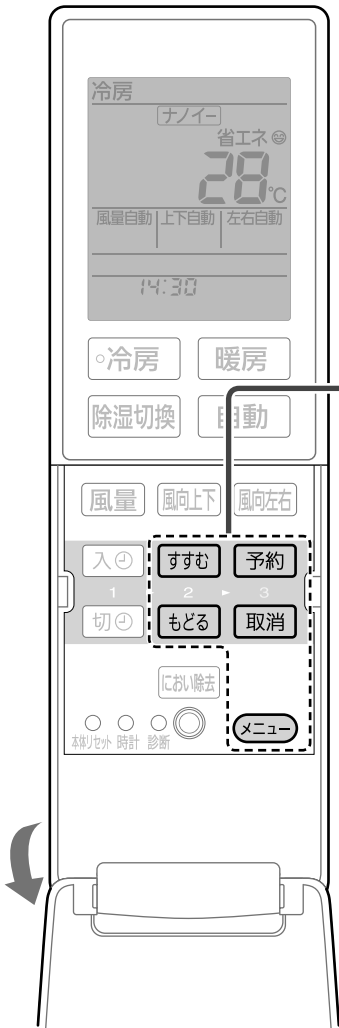 冷房
ナノイー
省エネ
28℃
風量自動 上下自動 左右自動
14:30
冷房 暖房
除湿切換 自動
風量 風向上下 風向左右
入 すすむ 予約
1 2 3
切 もどる 取消
におい除去
メニュー
本体リセット 時計 診断